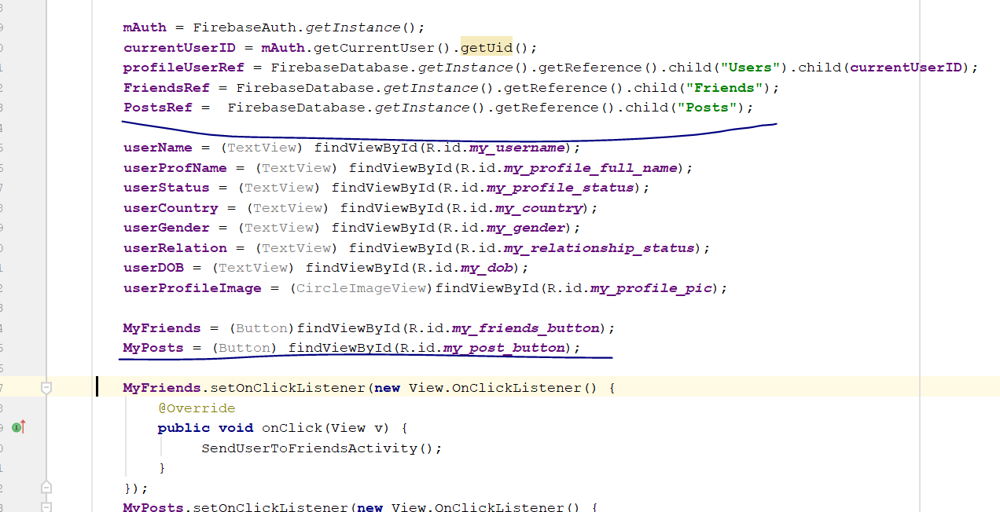 mAuth = FirebaseAuth.getInstance();
currentUserID = mAuth.getCurrentUser().getUid();
profileUserRef = FirebaseDatabase.getInstance().getReference().child("Users").child(currentUserID);
FriendsRef = FirebaseDatabase.getInstance().getReference().child("Friends");
PostsRef =  FirebaseDatabase.getInstance().getReference().child("Posts");
userName = (TextView) findViewById(R.id.my_username);
userProfName = (TextView) findViewById(R.id.my_profile_full_name);
userStatus = (TextView) findViewById(R.id.my_profile_status);
userCountry = (TextView) findViewById(R.id.my_country);
userGender = (TextView) findViewById(R.id.my_gender);
userRelation = (TextView) findViewById(R.id.my_relationship_status);
userDOB = (TextView) findViewById(R.id.my_dob);
userProfileImage = (CircleImageView)findViewById(R.id.my_profile_pic);
MyFriends = (Button)findViewById(R.id.my_friends_button);
MyPosts = (Button) findViewById(R.id.my_post_button);
MyFriends.setOnClickListener(new View.OnClickListener() {
@Override
public void onClick(View v) {
SendUserToFriendsActivity();
}
});
MyPosts.setOnClickListener(new View.OnClickListener() {